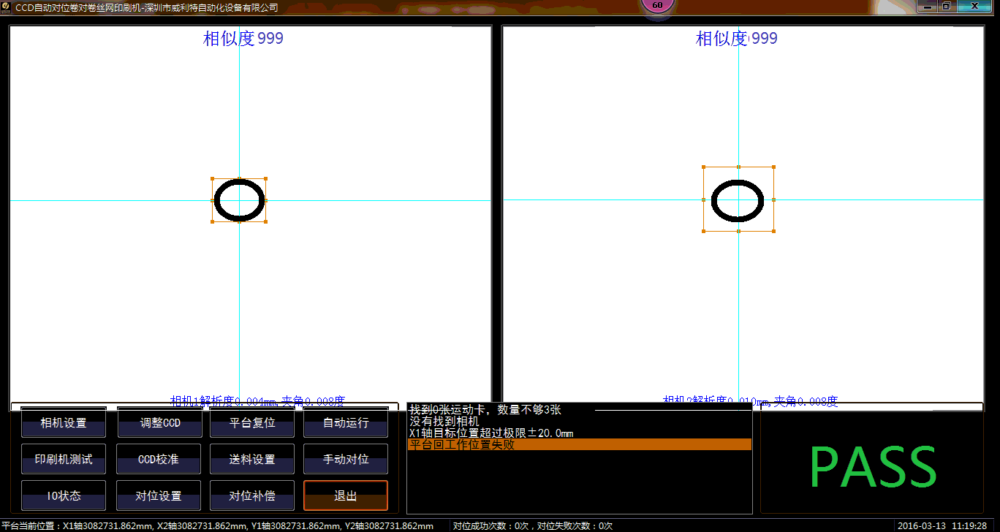 CCD自动对位卷对卷丝网印刷机-深圳市威利特自动化设备有限公司
60
相似度999
相似度999
相机1解析度0.004mm,夹角0.008度
相机2解析度0.010mm,夹角0.008度
相机设置
调整CCD
平台复位
自动运行
印刷机测试
CCD校准
送料设置
手动对位
IO状态
对位设置
对位补偿
退出
找到0张运动卡, 数量不够3张
没有找到相机
X1轴目标位置超过极限±20.0mm
平台回工作位置失败
PASS
平台当前位置：X1轴3082731.862mm, X2轴3082731.862mm, Y1轴3082731.862mm, Y2轴3082731.862mm
对位成功次数：0次，对位失败次数：0次
2016-03-13 11:19:28